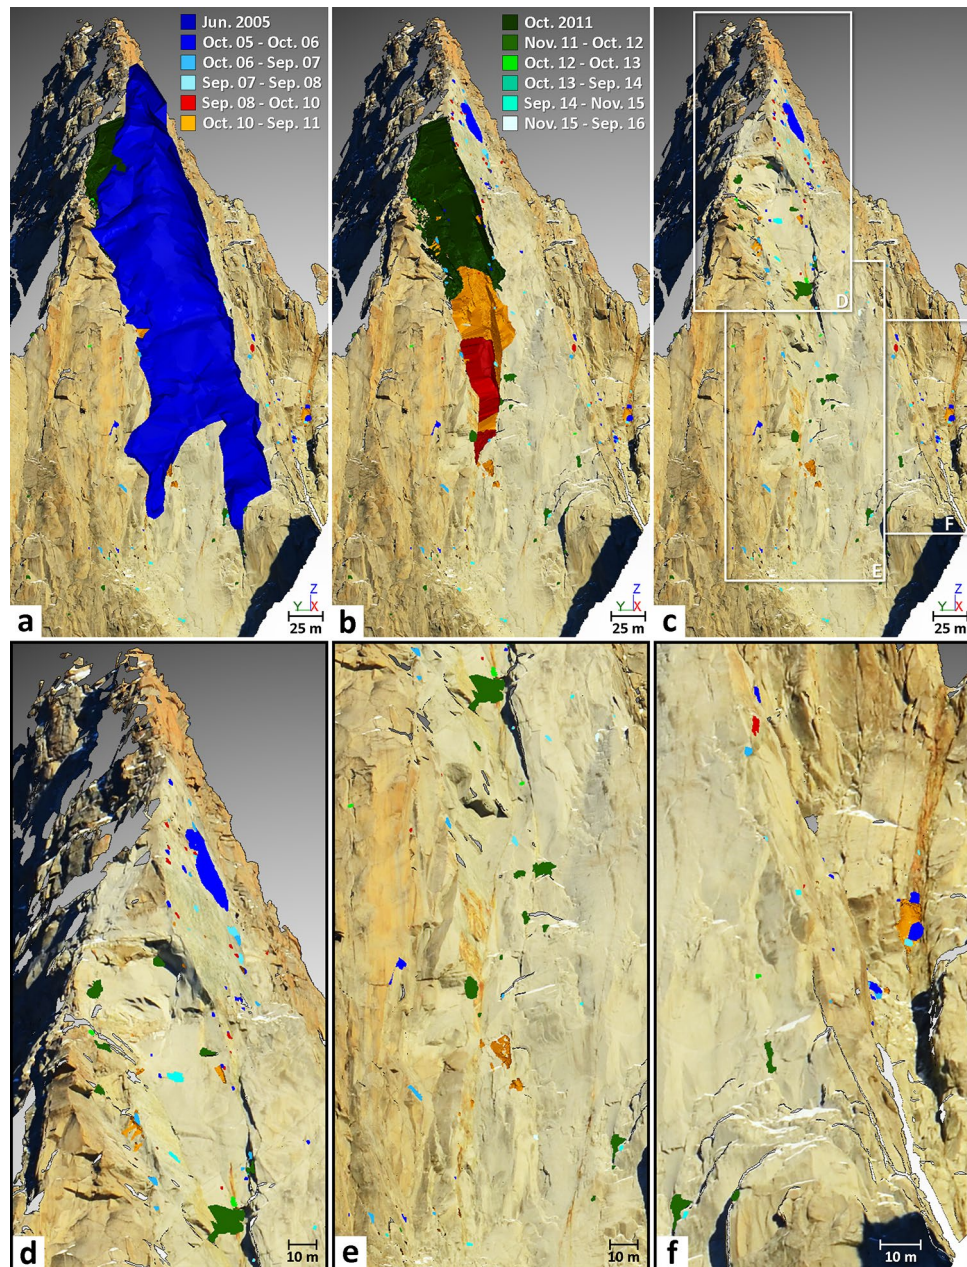 Jun. 2005
Oct. 05 - Oct. 06
Oct. 06 - Sep. 07
Sep. 07 - Sep. 08
Sep. 08 - Oct. 10
Oct. 10 - Sep. 11
Z
Y X
25 m
a
Oct. 2011
Nov. 11 - Oct. 12
Oct. 12 - Oct. 13
Oct. 13 - Sep. 14
Sep. 14 - Nov. 15
Nov. 15 - Sep. 16
Z
Y X
25 m
b
D
F
E
Z
Y X
25 m
c
10 m
d
10 m
e
10 m
f